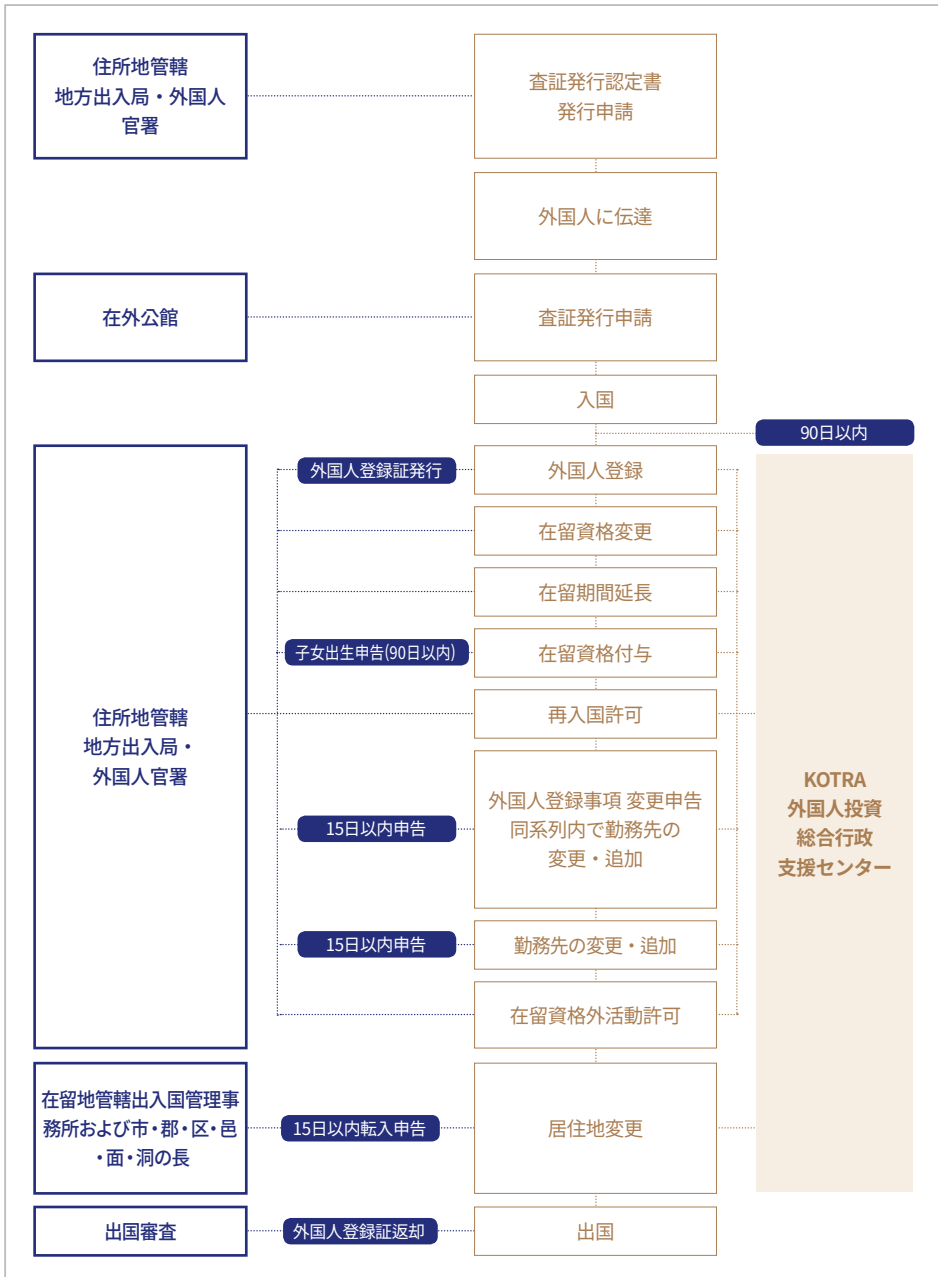 住所地管轄
地方出入局・外国人
官署
査証発行認定書
発行申請
外国人に伝達
在外公館
査証発行申請
入国
90日以内
外国人登録証発行
外国人登録
在留資格変更
在留期間延長
子女出生申告(90日以内)
在留資格付与
住所地管轄
地方出入局・
外国人官署
再入国許可
15日以内申告
外国人登録事項 変更申告
同系列内で勤務先の
変更・追加
KOTRA
外国人投資
総合行政
支援センター
15日以内申告
勤務先の変更・追加
在留資格外活動許可
在留地管轄出入国管理事
務所および市・郡・区・邑
・面・洞の長
15日以内転入申告
居住地変更
出国審査
外国人登録証返却
出国